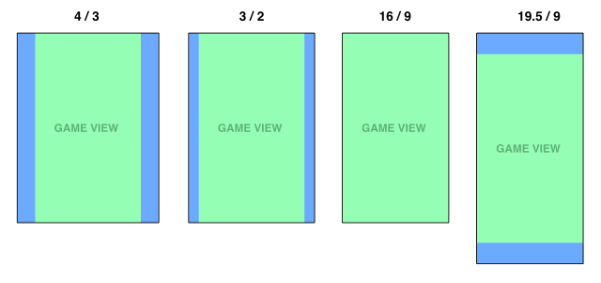 4 / 3
3 / 2
16 / 9
19.5 / 9
GAME VIEW
GAME VIEW
GAME VIEW
GAME VIEW